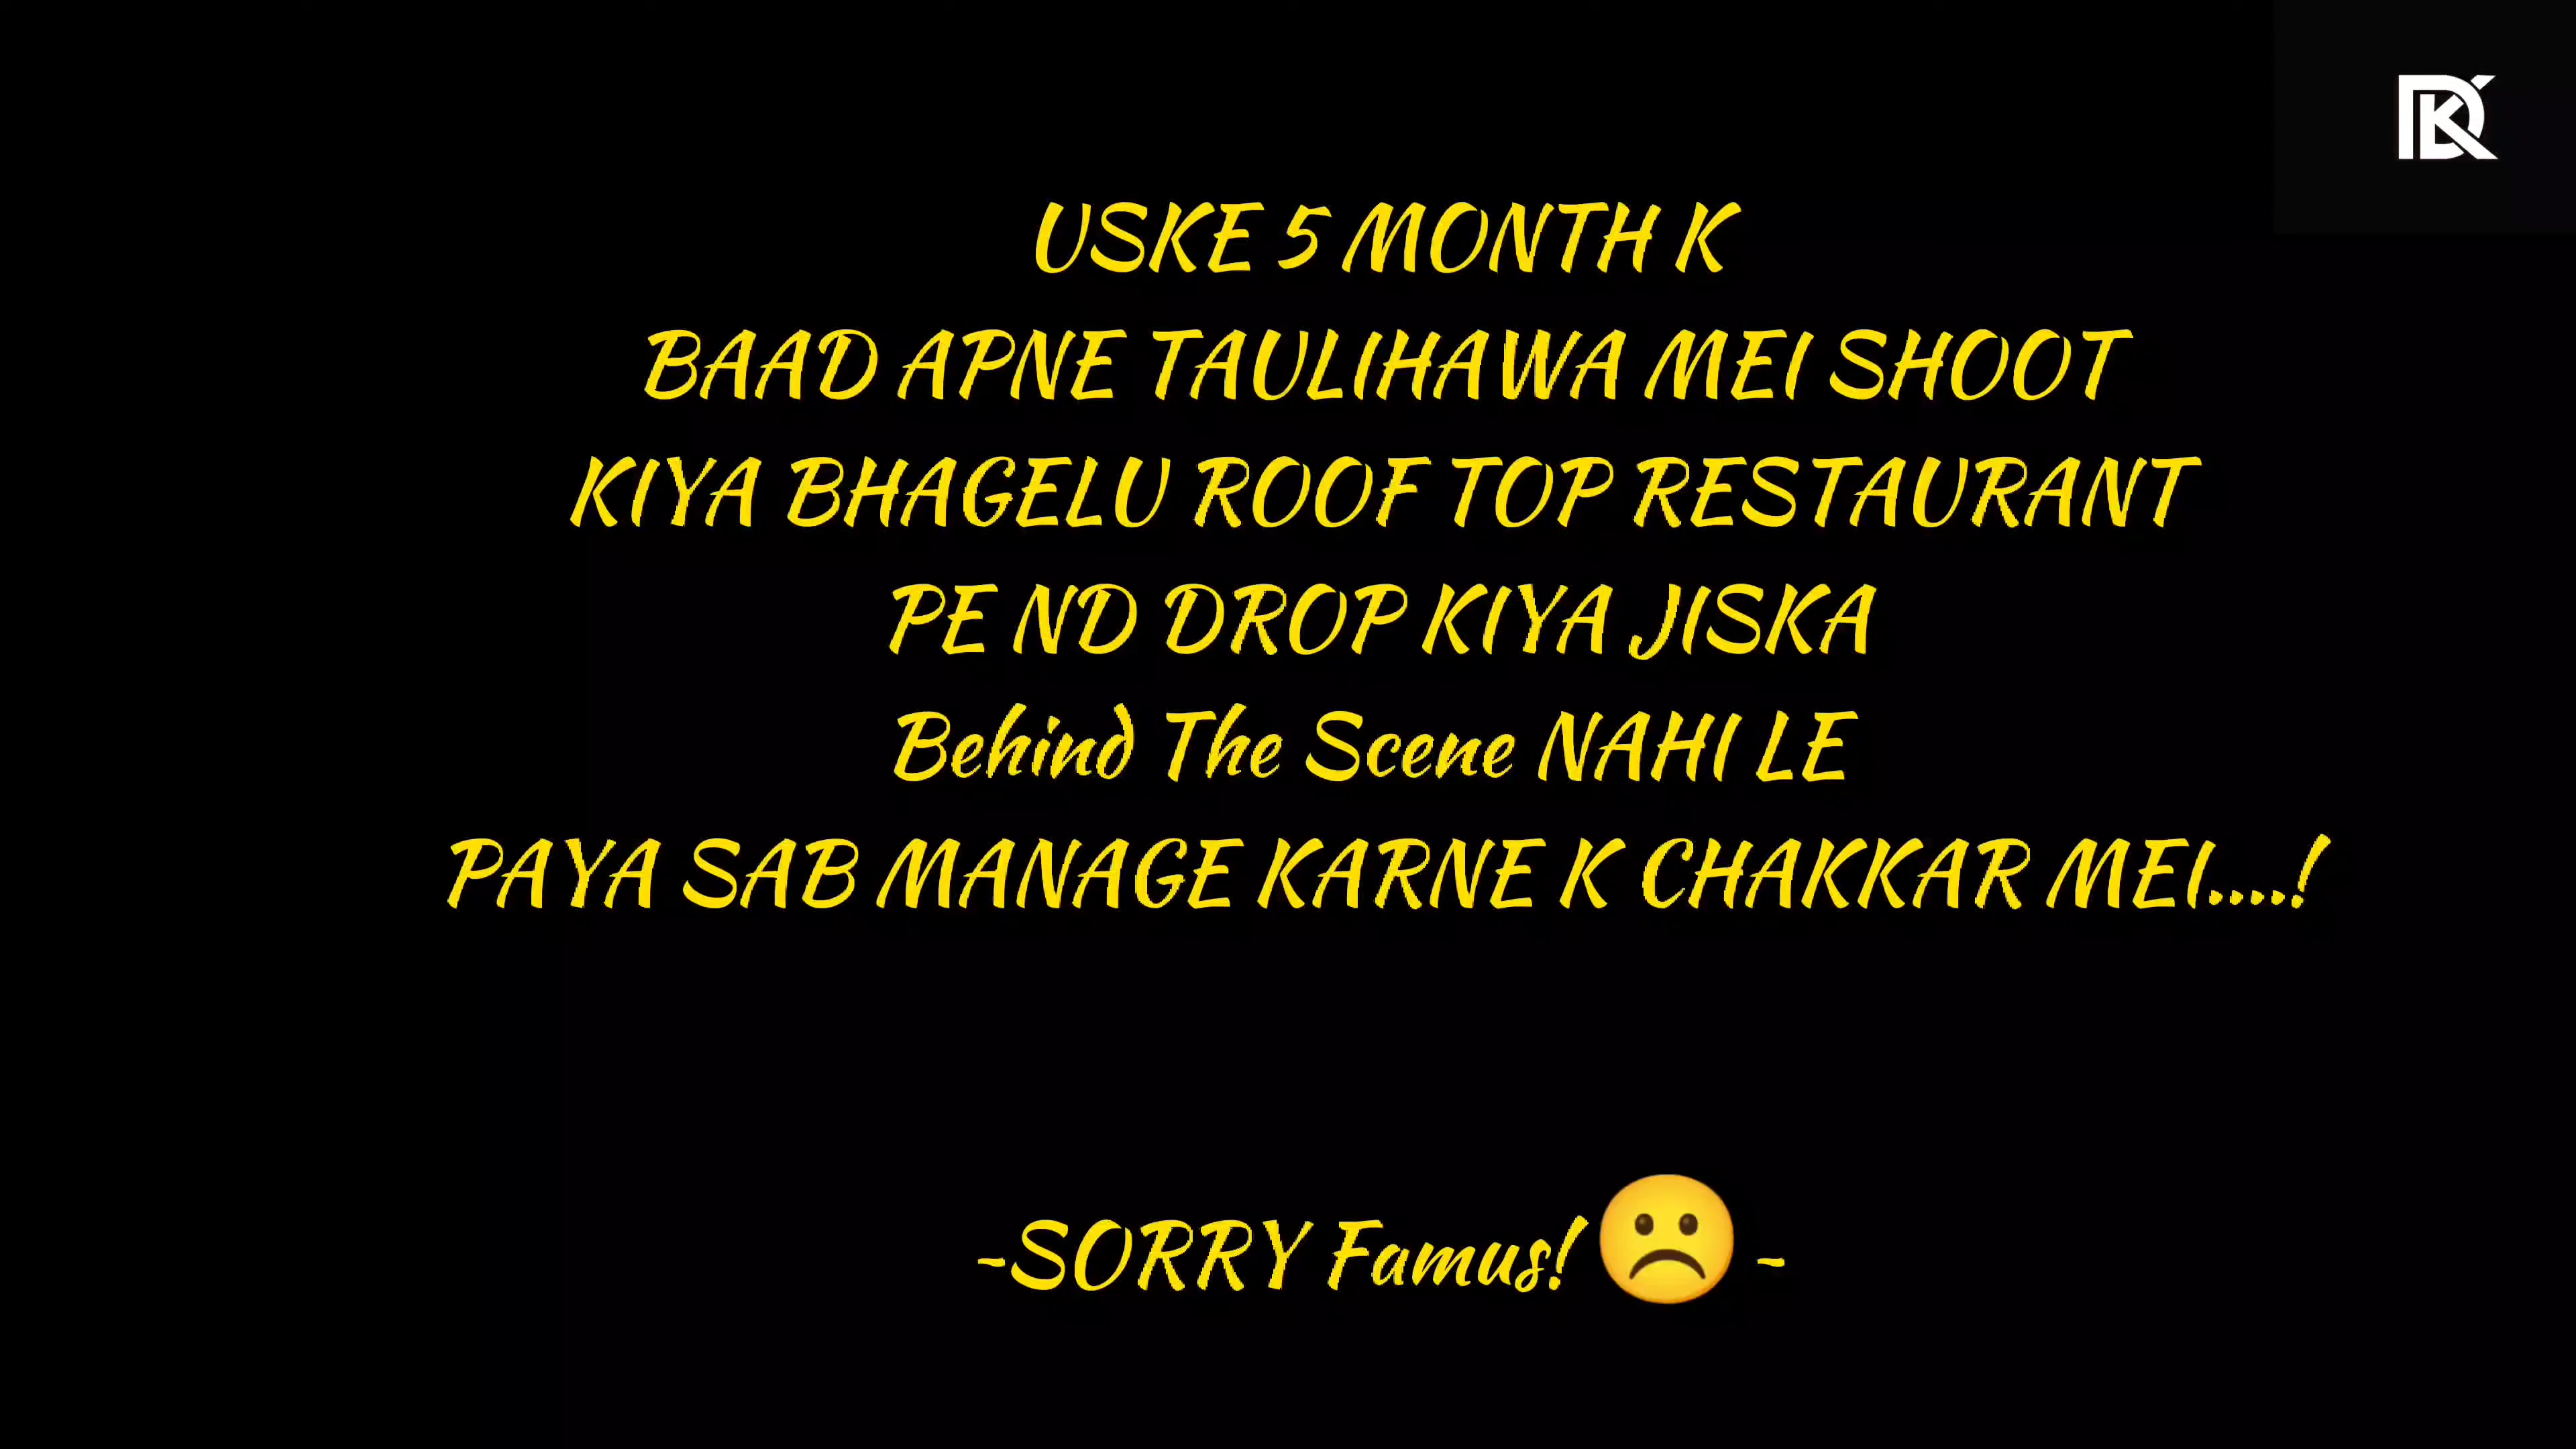 DK
USKE 5 MONTH K
BAAD APNE TAULIHAWA MEI SHOOT
KIYA BHAGELU ROOF TOP RESTAURANT
PE ND DROP KIYA JISKA
Behind The Scene NAHI LE
PAYA SAB MANAGE KARNE K CHAKKAR MEI....!
~SORRY Famus! ☹️ ~